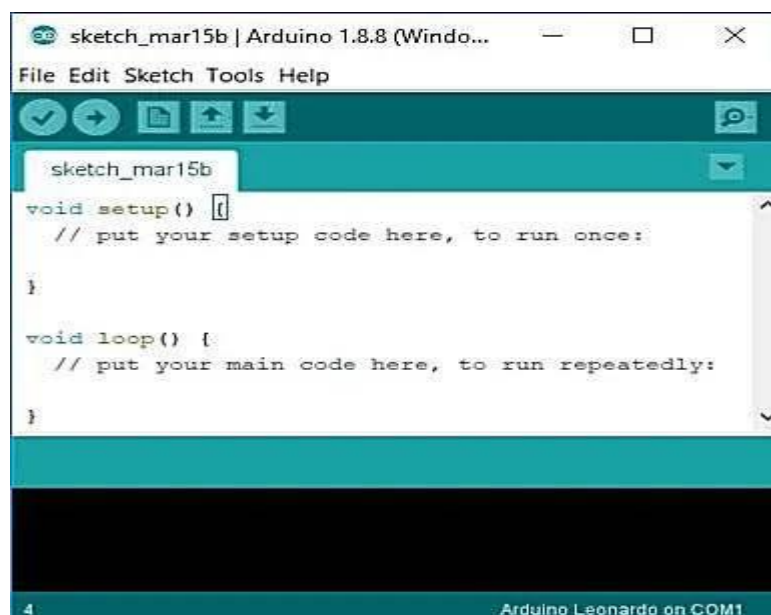 sketch_mar15b | Arduino 1.8.8 (Windo...
File Edit Sketch Tools Help
sketch_mar15b
void setup() {
// put your setup code here, to run once:
}
void loop() {
// put your main code here, to run repeatedly:
}
4
Arduino Leonardo on COM1